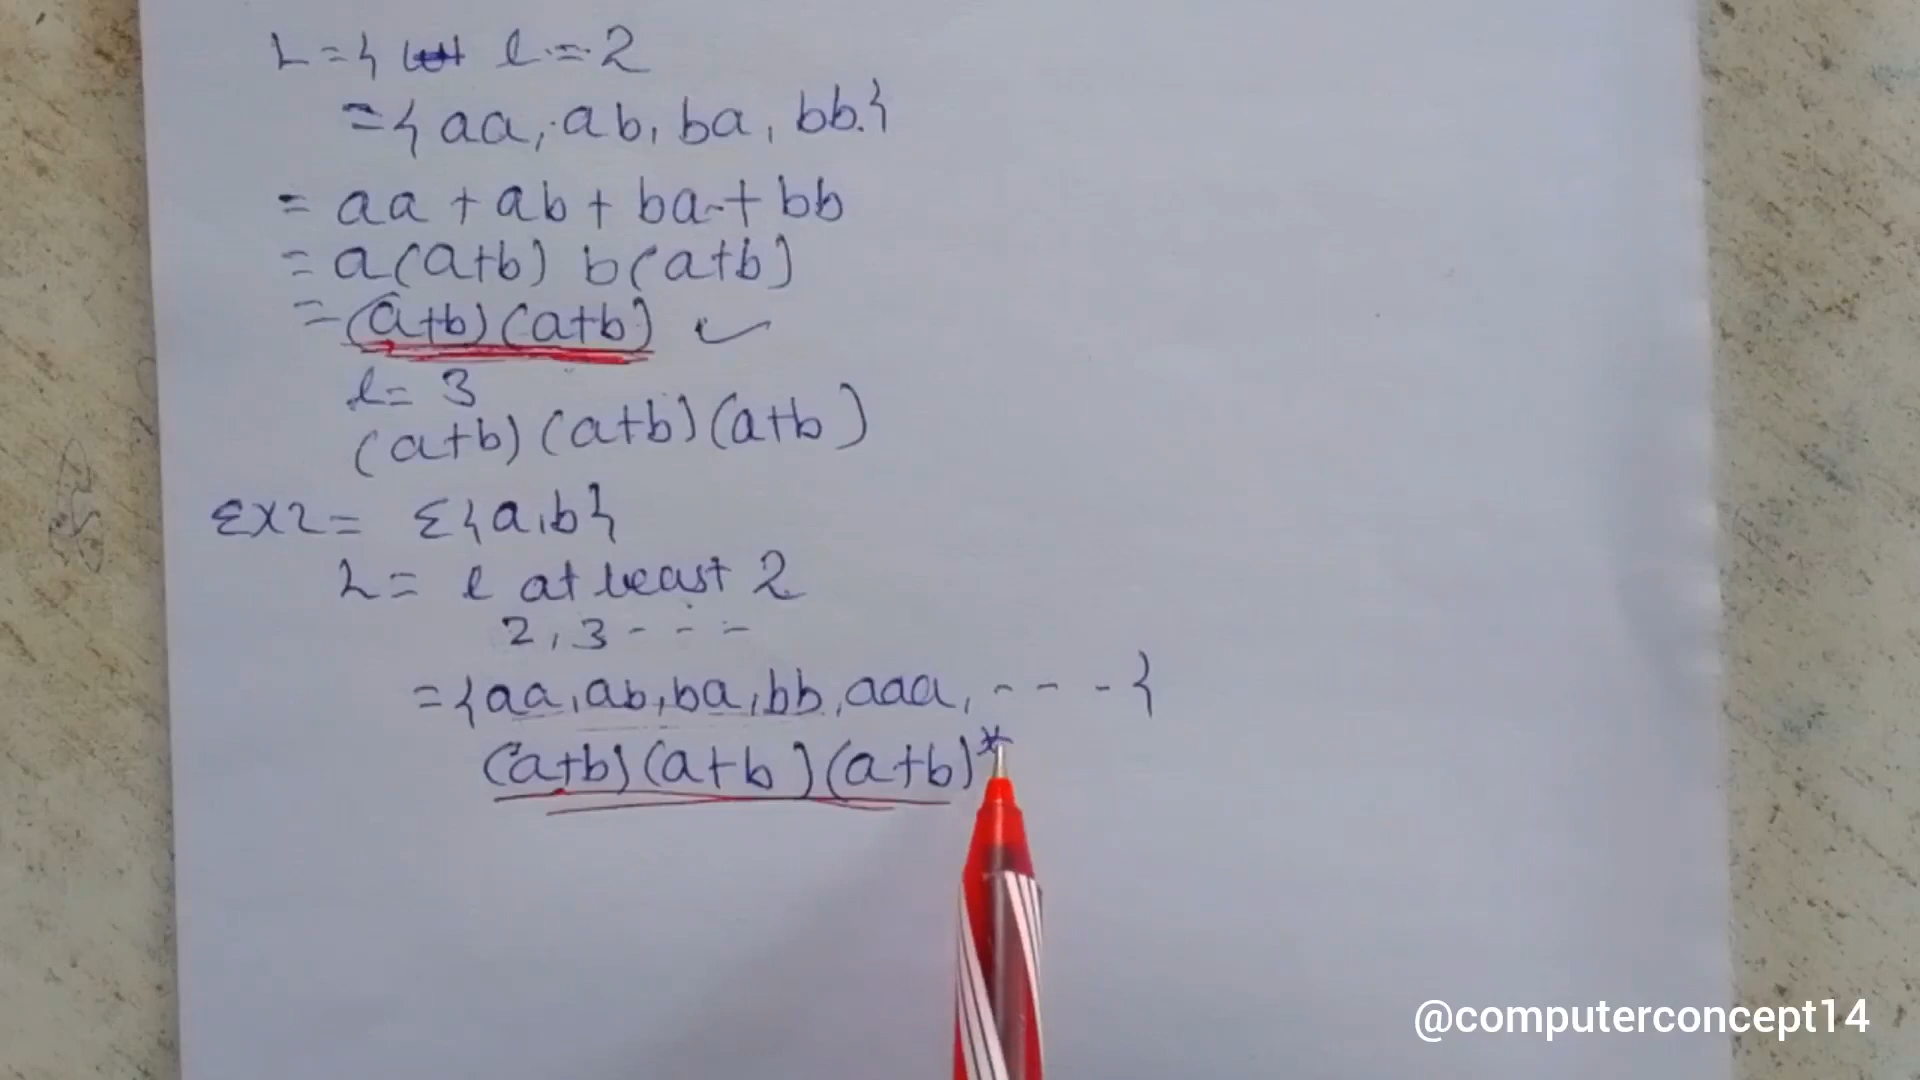 L = { l = 2
= { aa, ab, ba, bb. }
= aa + ab + ba + bb
= a(a+b) b(a+b)
= (a+b) (a+b) ✓
l = 3
(a+b) (a+b) (a+b)
Ex2 = Σ{a,b}
L = l at least 2
2, 3 - - -
= {aa, ab, ba, bb, aaa, - - - }
(a+b) (a+b) (a+b)*
@computerconcept14